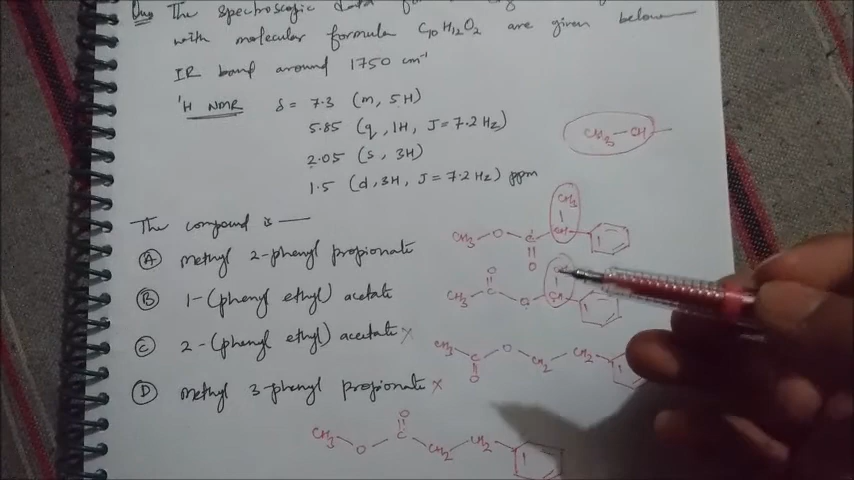 Ques The spectroscopic data
with molecular formula C10H12O2 are given below
IR band around 1750 cm-1
1H NMR δ = 7.3 (m, 5H)
5.85 (q, 1H, J = 7.2 Hz)
2.05 (s, 3H)
1.5 (d, 3H, J = 7.2 Hz) ppm
CH3-CH-
The compound is —
(A) methyl 2-phenyl propionate
(B) 1-(phenyl ethyl) acetate
(C) 2-(phenyl ethyl) acetate x
(D) methyl 3-phenyl propionate x
CH3
CH3 O C CH
O
O
CH3 C O CH
CH3 C O CH2 CH2
O
O
CH3 O C CH2 CH2